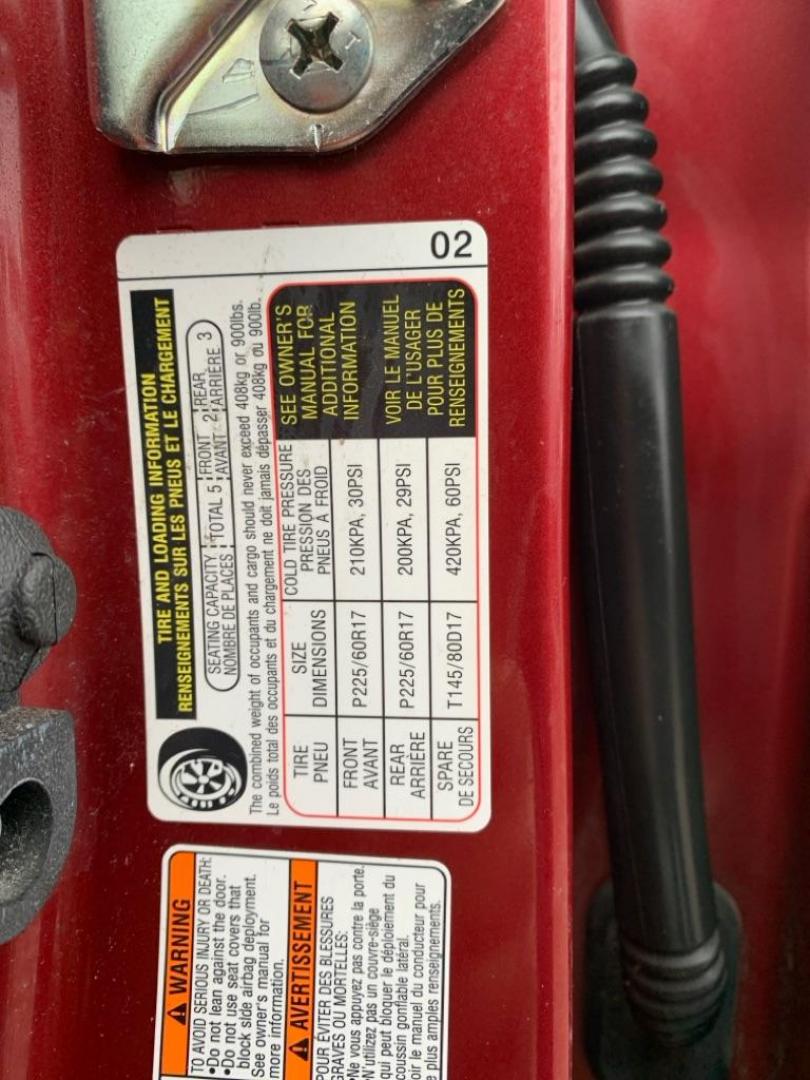 02
TIRE AND LOADING INFORMATION
RENSEIGNEMENTS SUR LES PNEUS ET LE CHARGEMENT
SEATING CAPACITY TOTAL 5 FRONT 2 REAR 3
NOMBRE DE PLACES AVANT ARRIÈRE
The combined weight of occupants and cargo should never exceed 408kg or 900lbs.
Le poids total des occupants et du chargement ne doit jamais dépasser 408kg ou 900lb.
TIRE SIZE COLD TIRE PRESSURE
PNEU DIMENSIONS PRESSION DES
PNEUS A FROID
FRONT P225/60R17 210KPA, 30PSI
AVANT
REAR P225/60R17 200KPA, 29PSI
ARRIÈRE
SPARE T145/80D17 420KPA, 60PSI
DE SECOURS
SEE OWNER'S
MANUAL FOR
ADDITIONAL
INFORMATION
VOIR LE MANUEL
DE L'USAGER
POUR PLUS DE
RENSEIGNEMENTS
WARNING
TO AVOID SERIOUS INJURY OR DEATH:
•Do not lean against the door.
•Do not use seat covers that
block side airbag deployment.
See owner's manual for
more information.
AVERTISSEMENT
POUR ÉVITER DES BLESSURES
GRAVES OU MORTELLES:
•Ne vous appuyez pas contre la porte.
•N'utilizez pas un couvre-siège
qui peut bloquer le déploiement du
coussin gonflable latéral.
oir le manuel du conducteur pour
e plus amples renseignements.